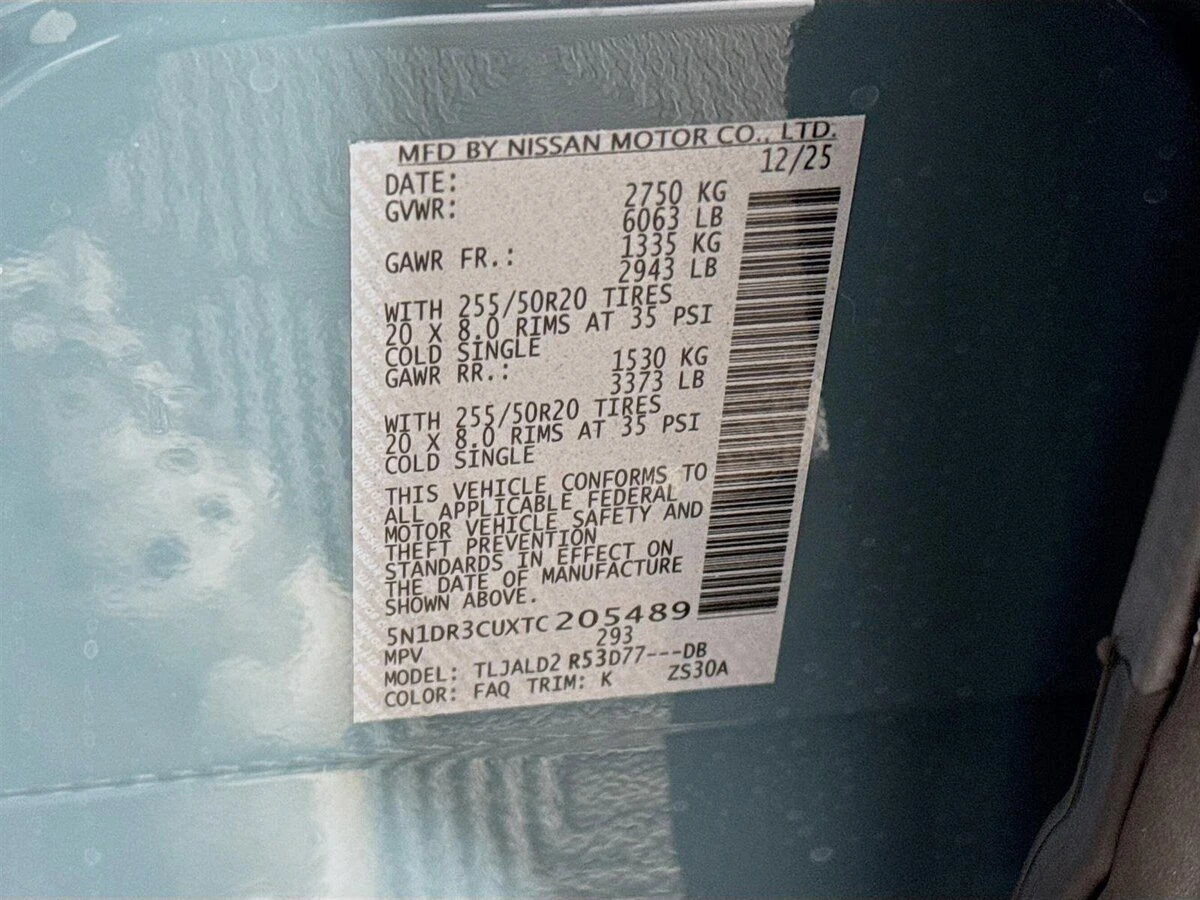 MFD BY NISSAN MOTOR CO., LTD.
DATE: 12/25
GVWR: 2750 KG
6063 LB
GAWR FR.: 1335 KG
2943 LB
WITH 255/50R20 TIRES
20 X 8.0 RIMS AT 35 PSI
COLD SINGLE
GAWR RR.: 1530 KG
3373 LB
WITH 255/50R20 TIRES
20 X 8.0 RIMS AT 35 PSI
COLD SINGLE
THIS VEHICLE CONFORMS TO
ALL APPLICABLE FEDERAL
MOTOR VEHICLE SAFETY AND
THEFT PREVENTION
STANDARDS IN EFFECT ON
THE DATE OF MANUFACTURE
SHOWN ABOVE.
5N1DR3CUXTC205489
MPV 293
MODEL: TLJALD2 R53D77---DB
COLOR: FAQ TRIM: K ZS30A